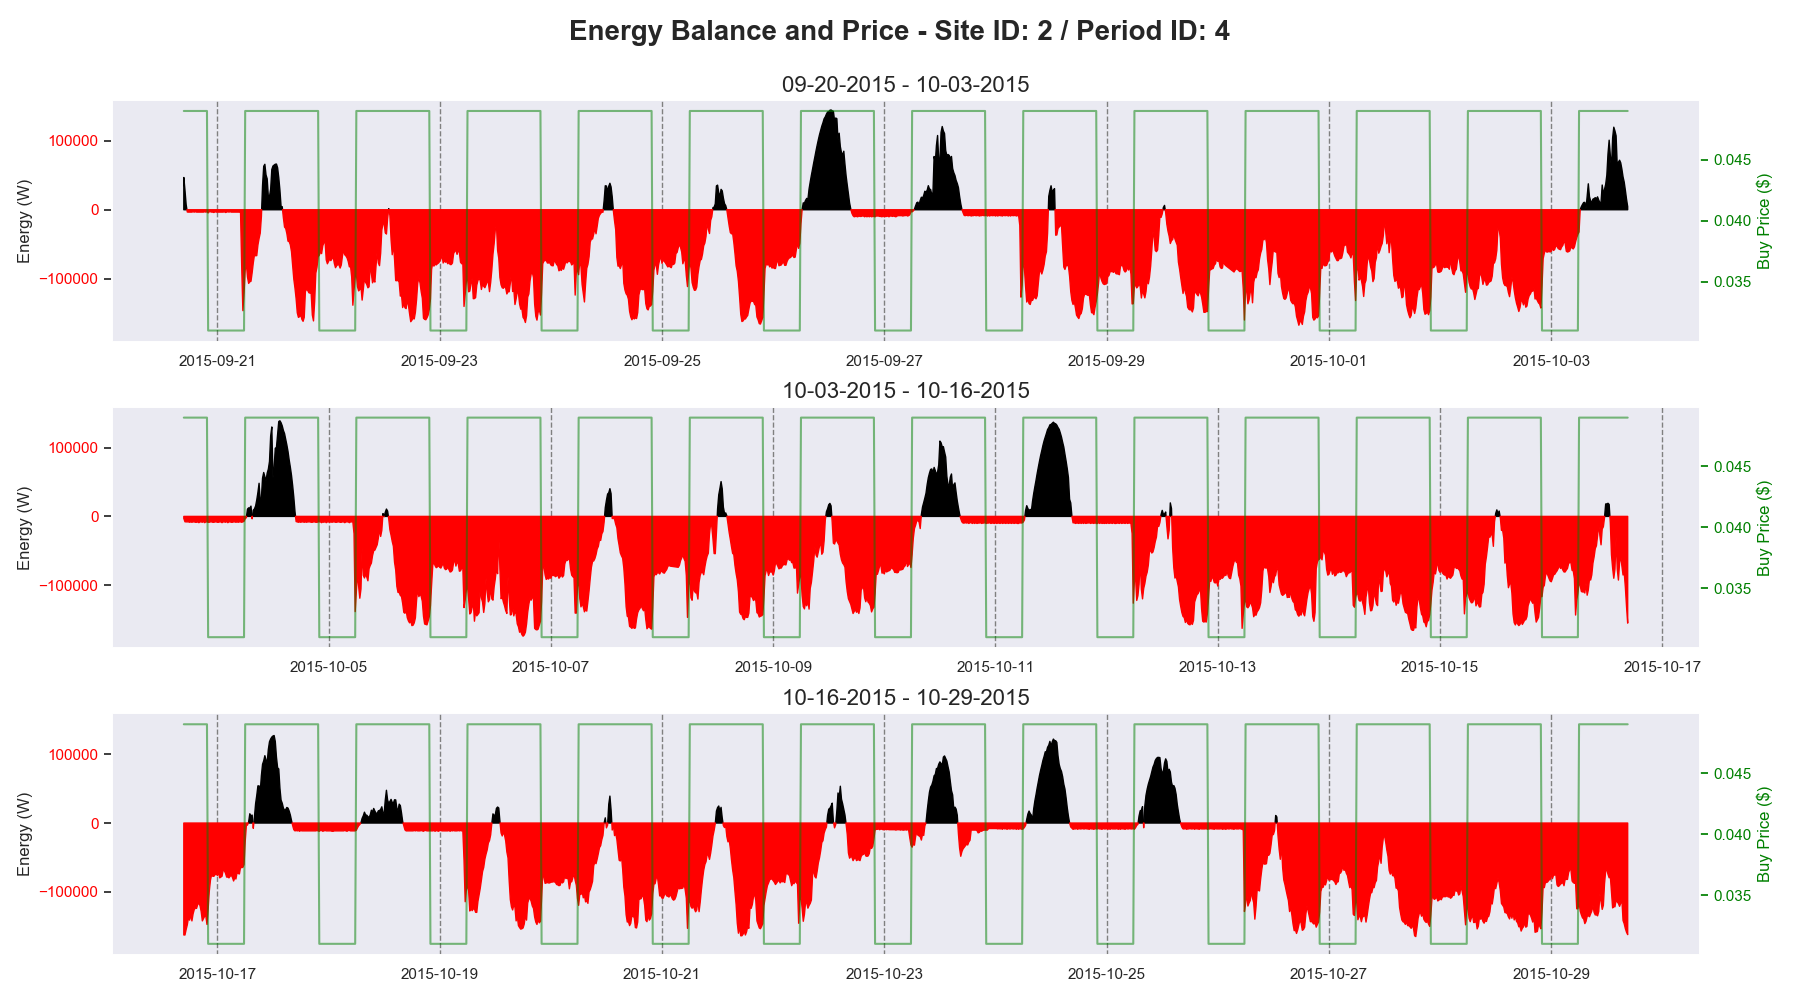 Energy Balance and Price - Site ID: 2 / Period ID: 4
09-20-2015 - 10-03-2015
Energy (W)
100000
0
−100000
0.045
0.040
0.035
Buy Price ($)
2015-09-21 2015-09-23 2015-09-25 2015-09-27 2015-09-29 2015-10-01 2015-10-03
10-03-2015 - 10-16-2015
Energy (W)
100000
0
−100000
0.045
0.040
0.035
Buy Price ($)
2015-10-05 2015-10-07 2015-10-09 2015-10-11 2015-10-13 2015-10-15 2015-10-17
10-16-2015 - 10-29-2015
Energy (W)
100000
0
−100000
0.045
0.040
0.035
Buy Price ($)
2015-10-17 2015-10-19 2015-10-21 2015-10-23 2015-10-25 2015-10-27 2015-10-29